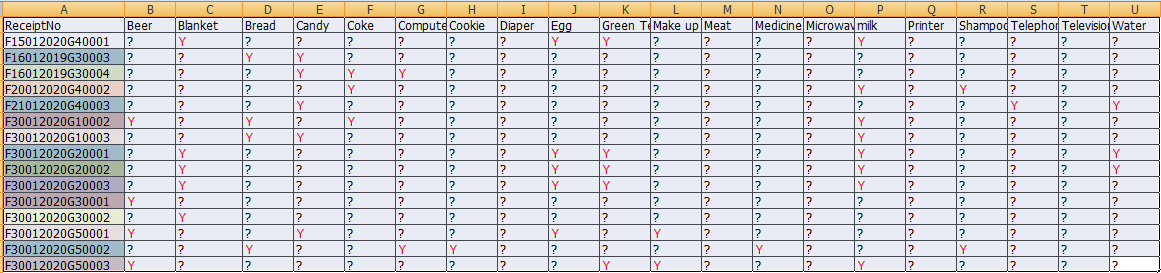 A B C D E F G H I J K L M N O P Q R S T U
ReceiptNo Beer Blanket Bread Candy Coke Compute Cookie Diaper Egg Green Te Make up Meat Medicine Microwav milk Printer Shampoo Telephon Television Water
F15012020G40001 ? Y ? ? ? ? ? ? Y Y ? ? ? ? Y ? ? ? ? ?
F16012019G30003 ? ? Y Y ? ? ? ? ? ? ? ? ? ? ? ? ? ? ? ?
F16012019G30004 ? ? ? Y Y Y ? ? ? ? ? ? ? ? ? ? ? ? ? ?
F20012020G40002 ? ? ? ? Y ? ? ? ? ? ? ? ? ? Y ? Y ? ? ?
F21012020G40003 ? ? ? Y ? ? ? ? ? ? ? ? ? ? ? ? ? Y ? Y
F30012020G10002 Y ? Y ? Y ? ? ? ? ? ? ? ? ? Y ? ? ? ? ?
F30012020G10003 ? ? Y Y ? ? ? ? ? ? ? ? ? ? Y ? ? ? ? ?
F30012020G20001 ? Y ? ? ? ? ? ? Y Y ? ? ? ? Y ? ? ? ? Y
F30012020G20002 ? Y ? ? ? ? ? ? Y Y ? ? ? ? Y ? ? ? ? Y
F30012020G20003 ? Y ? ? ? ? ? ? Y Y ? ? ? ? Y ? ? ? ? ?
F30012020G30001 Y ? ? ? ? ? ? ? ? ? ? ? ? ? ? ? ? ? ? ?
F30012020G30002 ? Y ? ? ? ? ? ? ? ? ? ? ? ? ? ? ? ? ? ?
F30012020G50001 Y ? ? Y ? ? ? ? Y ? Y ? ? ? ? ? ? ? ? ?
F30012020G50002 ? ? Y ? ? Y Y ? ? ? ? ? Y ? ? ? Y ? ? ?
F30012020G50003 Y ? ? ? ? ? ? ? ? Y Y ? ? ? Y ? ? ? ? ?